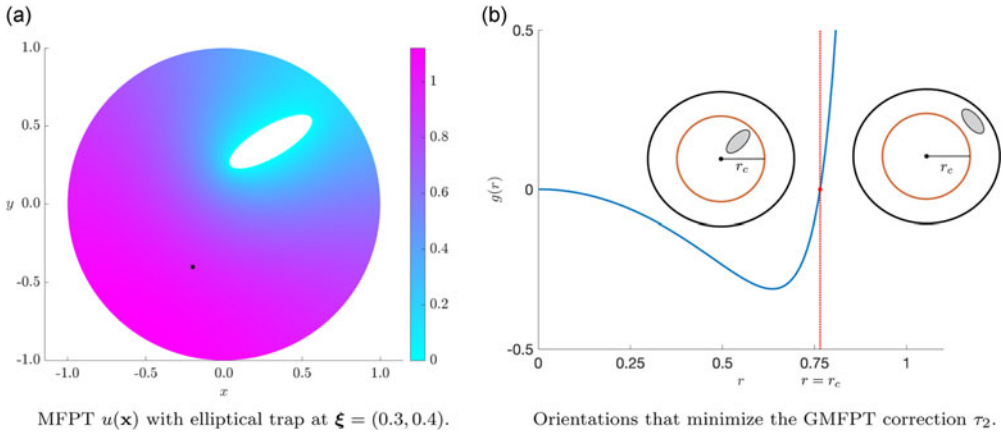 (a)
1.0
0.5
y
0.0
-0.5
-1.0
-1.0
-0.5
0.0
0.5
1.0
x
1
0.8
0.6
0.4
0.2
0
MFPT u(x) with elliptical trap at ξ = (0.3, 0.4).
(b)
0.5
g(r)
0
-0.5
0
0.25
0.5
0.75
1
r
r = r_c
r_c
r_c
Orientations that minimize the GMFPT correction τ₂.